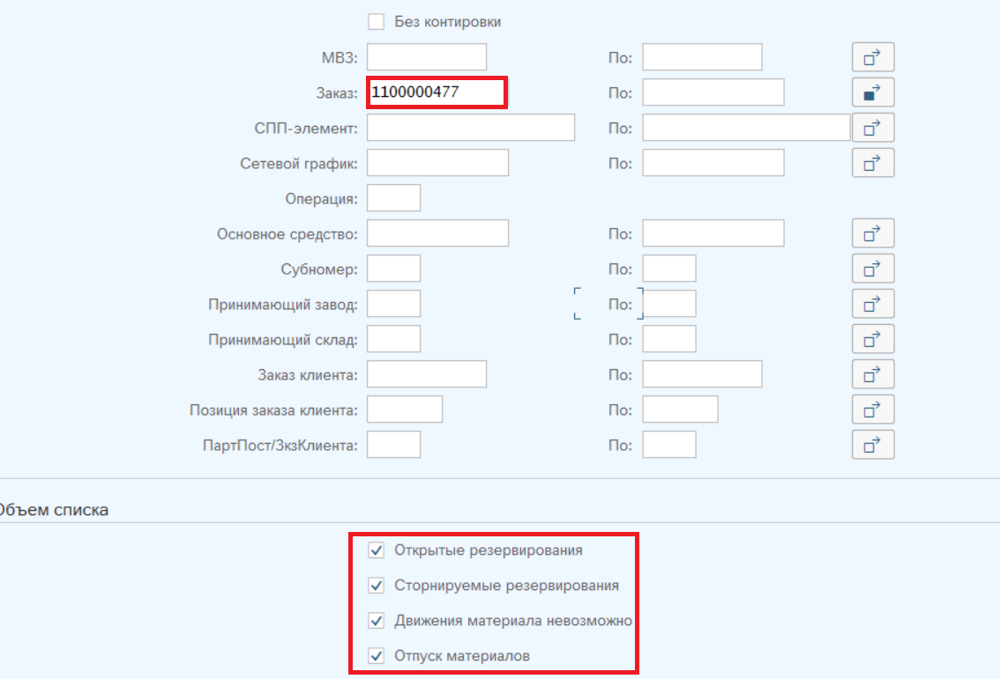 Без контировки
МВЗ: По:
Заказ: 1100000477 По:
СПП-элемент: По:
Сетевой график: По:
Операция:
Основное средство: По:
Субномер: По:
Принимающий завод: По:
Принимающий склад: По:
Заказ клиента: По:
Позиция заказа клиента: По:
ПартПост/ЗкзКлиента: По:
Объем списка
Открытые резервирования
Сторнируемые резервирования
Движения материала невозможно
Отпуск материалов